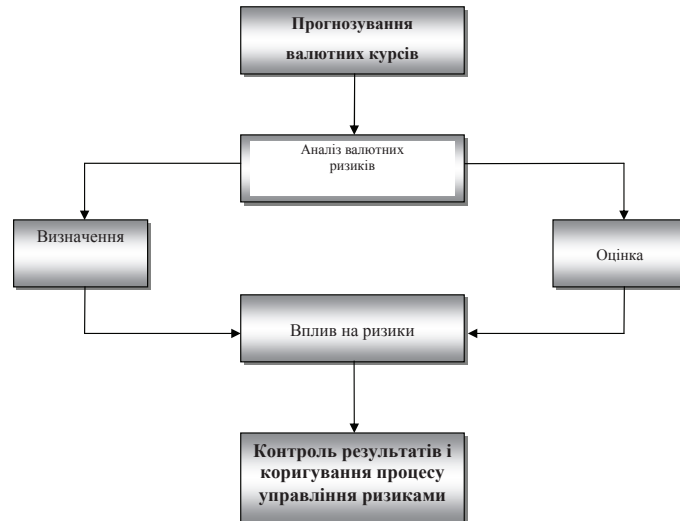 Прогнозування
валютних курсів
Аналіз валютних
ризиків
Визначення
Оцінка
Вплив на ризики
Контроль результатів і
коригування процесу
управління ризиками